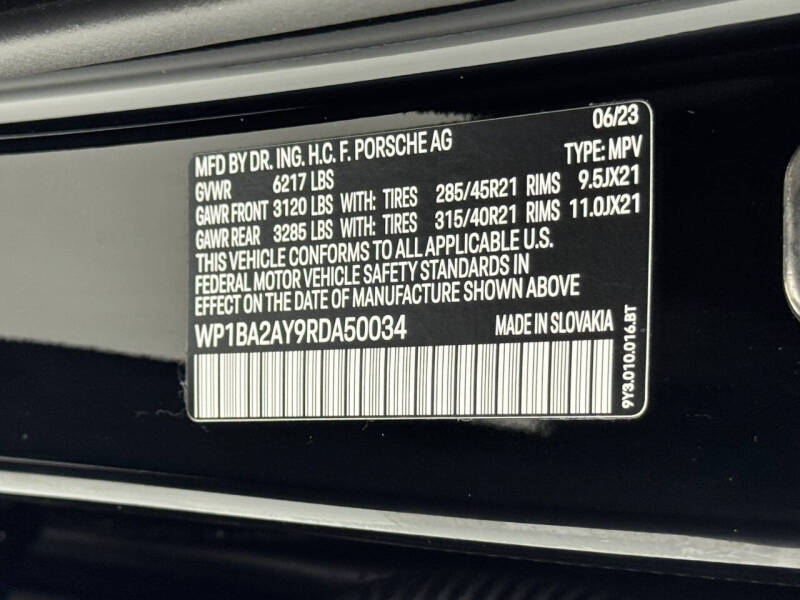 06/23
MFD BY DR. ING. H.C. F. PORSCHE AG TYPE: MPV
GVWR 6217 LBS
GAWR FRONT 3120 LBS WITH: TIRES 285/45R21 RIMS 9.5JX21
GAWR REAR 3285 LBS WITH: TIRES 315/40R21 RIMS 11.0JX21
THIS VEHICLE CONFORMS TO ALL APPLICABLE U.S.
FEDERAL MOTOR VEHICLE SAFETY STANDARDS IN
EFFECT ON THE DATE OF MANUFACTURE SHOWN ABOVE
WP1BA2AY9RDA50034 MADE IN SLOVAKIA
9Y3.010.016.BT